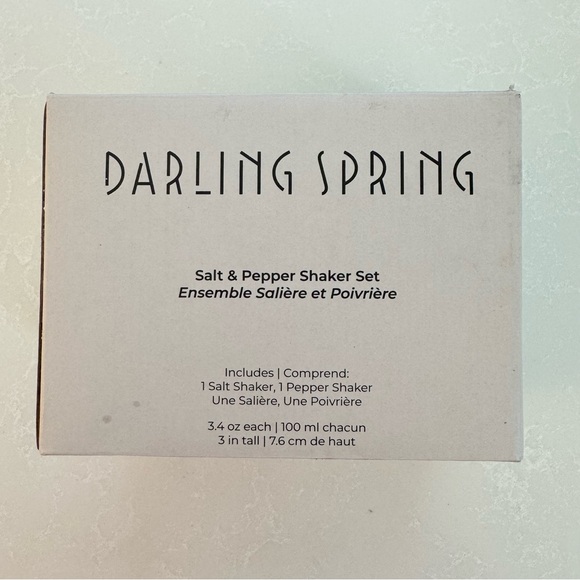 DARLING SPRING
Salt & Pepper Shaker Set
Ensemble Salière et Poivrière
Includes | Comprend:
1 Salt Shaker, 1 Pepper Shaker
Une Salière, Une Poivrière
3.4 oz each | 100 ml chacun
3 in tall | 7.6 cm de haut